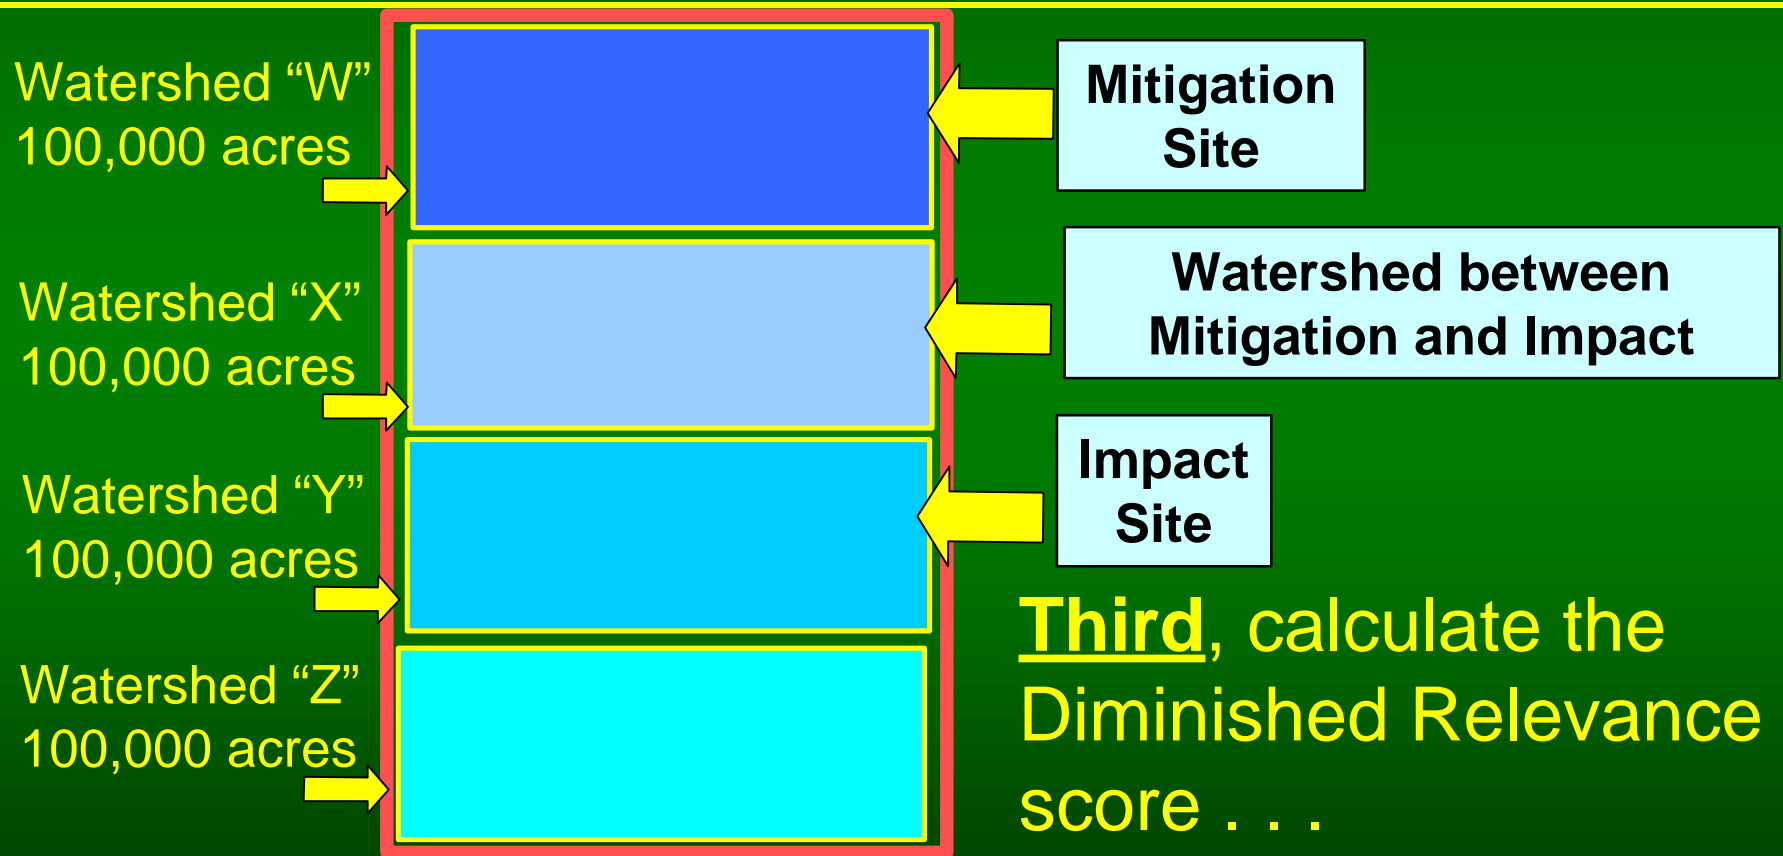 Watershed “W”
100,000 acres
Mitigation
Site
Watershed “X”
100,000 acres
Watershed between
Mitigation and Impact
Watershed “Y”
100,000 acres
Impact
Site
Watershed “Z”
100,000 acres
Third, calculate the
Diminished Relevance
score . . .